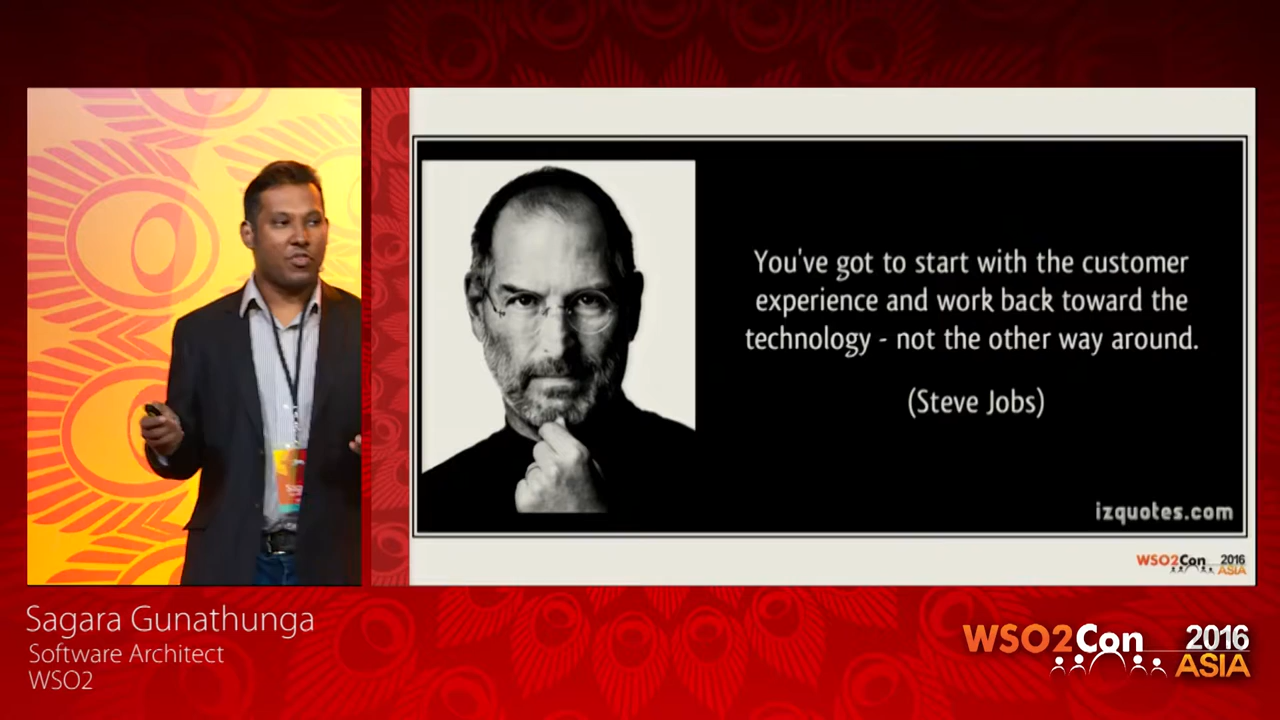 You've got to start with the customer
experience and work back toward the
technology - not the other way around.
(Steve Jobs)
izquotes.com
WSO2Con 2016
ASIA
Sagara Gunathunga
Software Architect
WSO2
WSO2Con 2016
ASIA